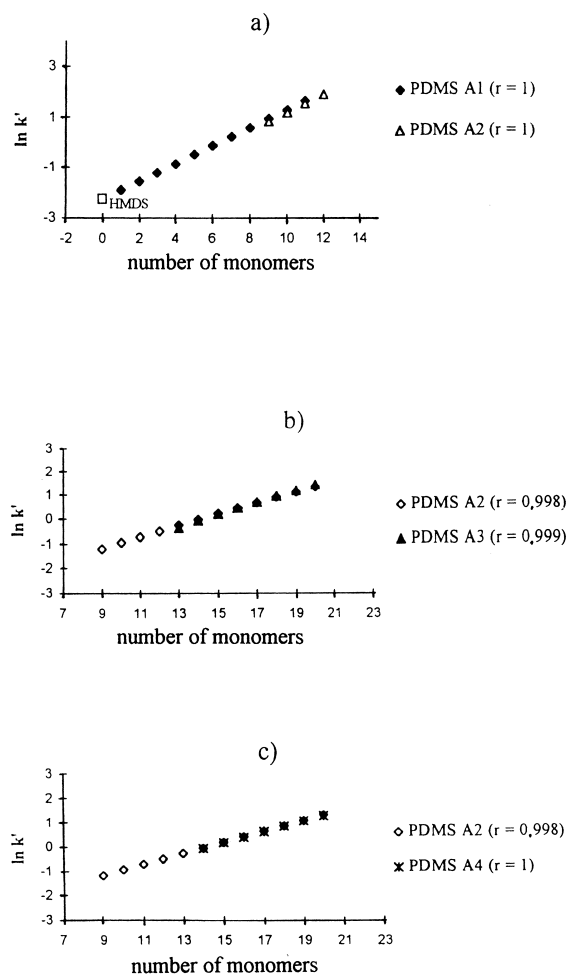 a)
3
1
-1
-3
ln k'
HMDS
-2 0 2 4 6 8 10 12 14
number of monomers
PDMS A1 (r = 1)
PDMS A2 (r = 1)
b)
3
2
1
0
-1
-2
-3
ln k'
7 9 11 13 15 17 19 21 23
number of monomers
PDMS A2 (r = 0,998)
PDMS A3 (r = 0,999)
c)
3
2
1
0
-1
-2
-3
ln k'
7 9 11 13 15 17 19 21 23
number of monomers
PDMS A2 (r = 0,998)
PDMS A4 (r = 1)